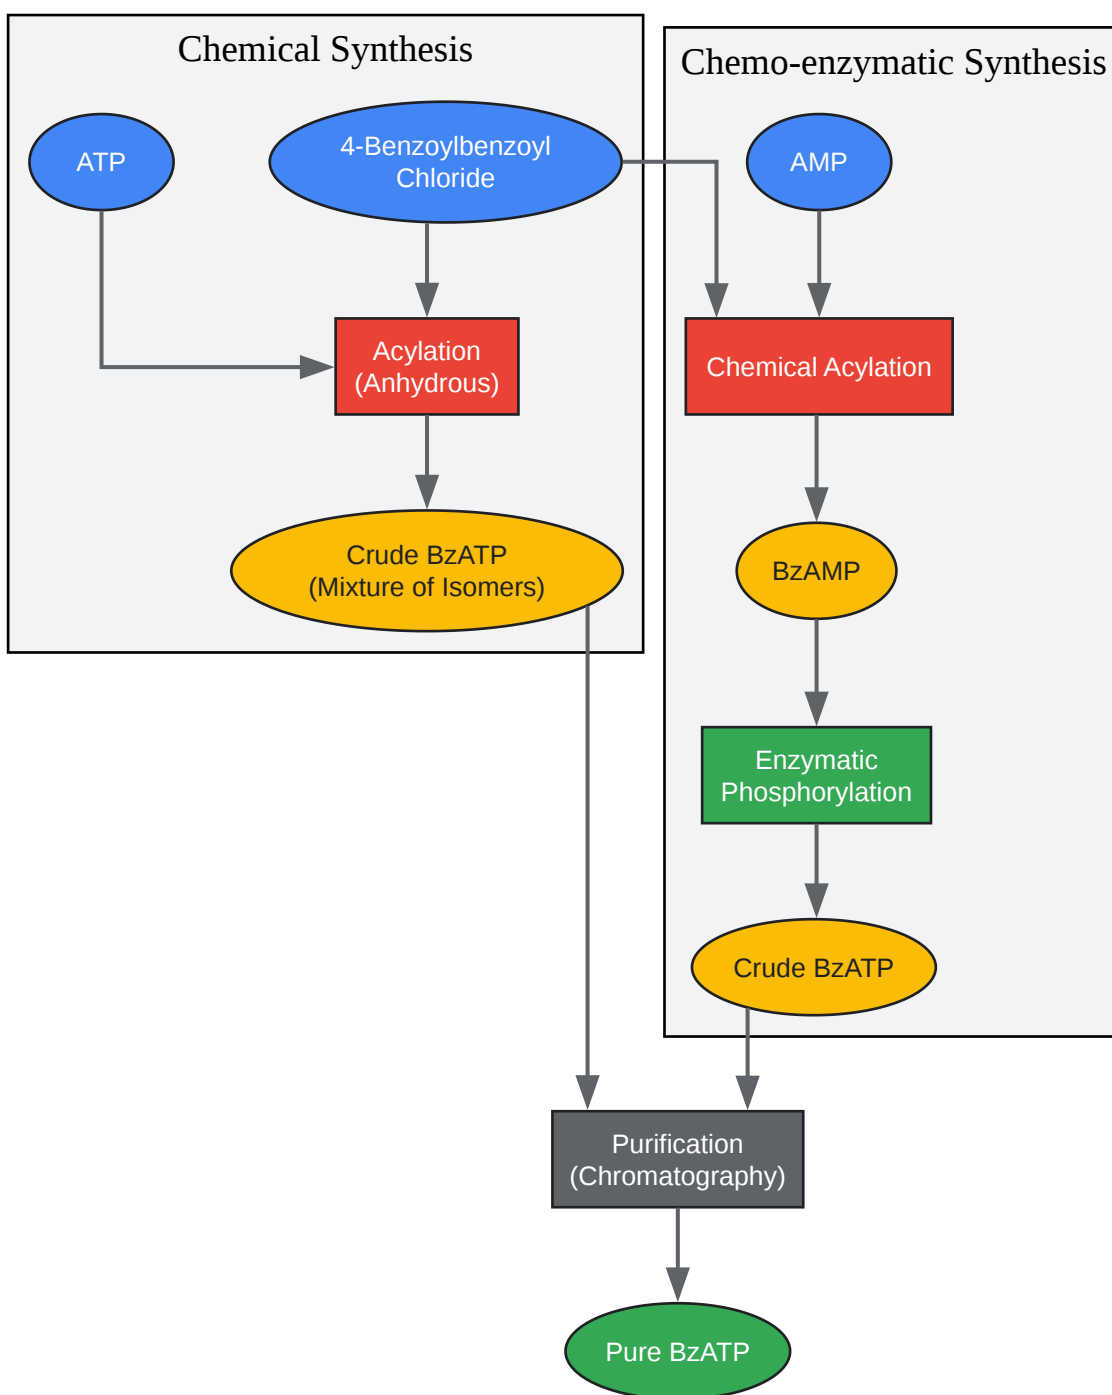 Chemical Synthesis
ATP
4-Benzoylbenzoyl
Chloride
Acylation
(Anhydrous)
Crude BzATP
(Mixture of Isomers)
Chemo-enzymatic Synthesis
AMP
Chemical Acylation
BzAMP
Enzymatic
Phosphorylation
Crude BzATP
Purification
(Chromatography)
Pure BzATP